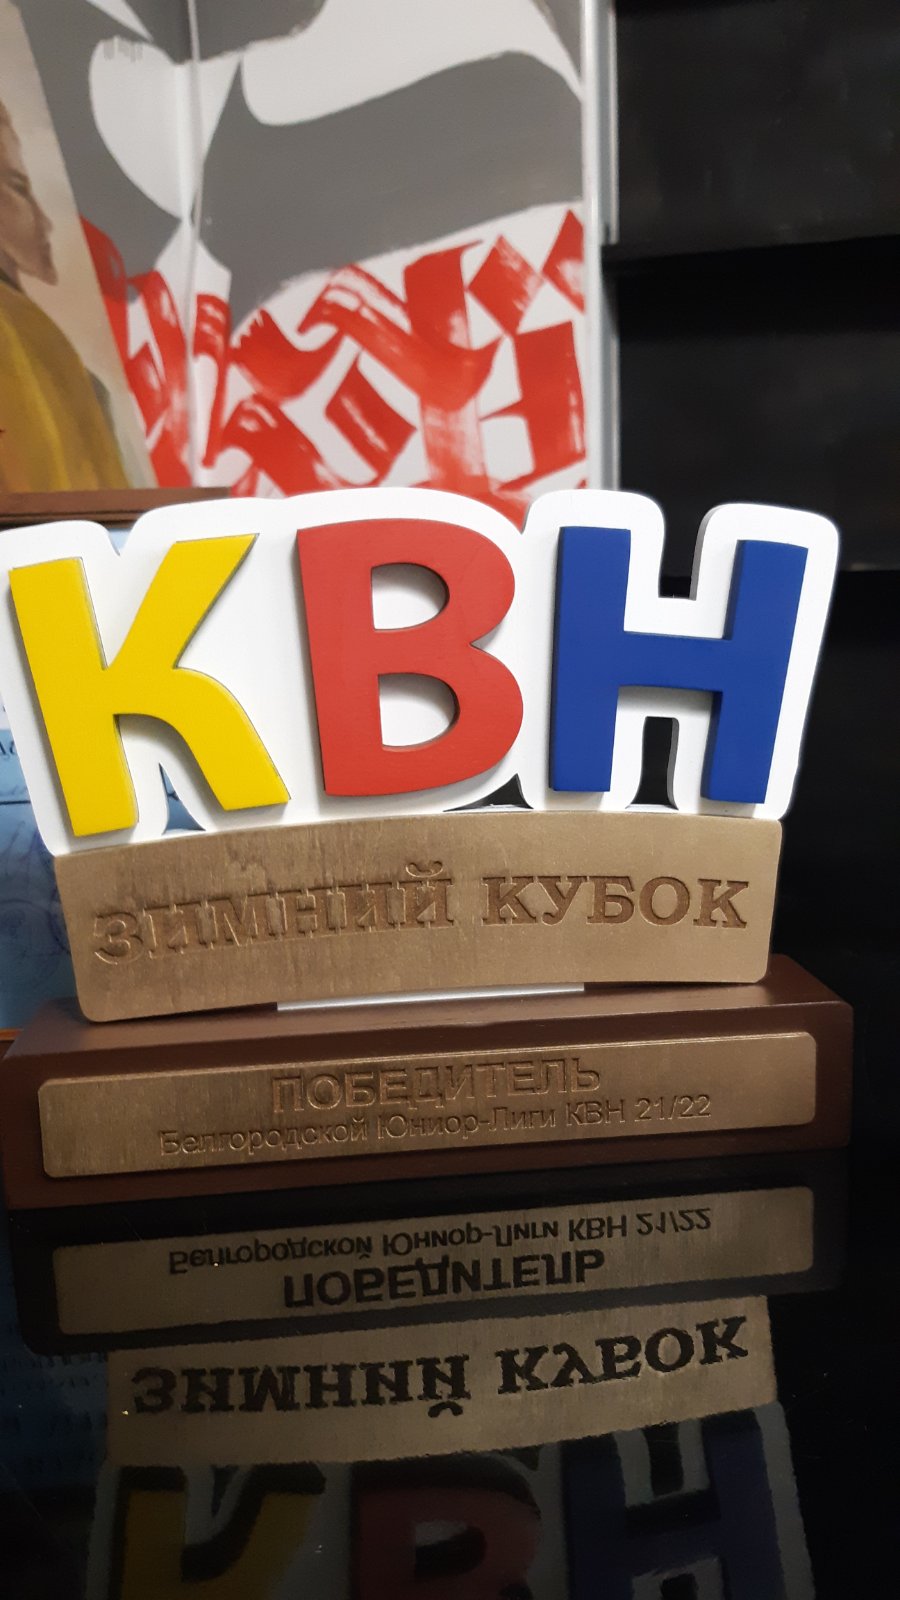 КВН
ЗИМНИЙ КУБОК
ПОБЕДИТЕЛЬ
Белгородской Юниор-Лиги КВН 21/22